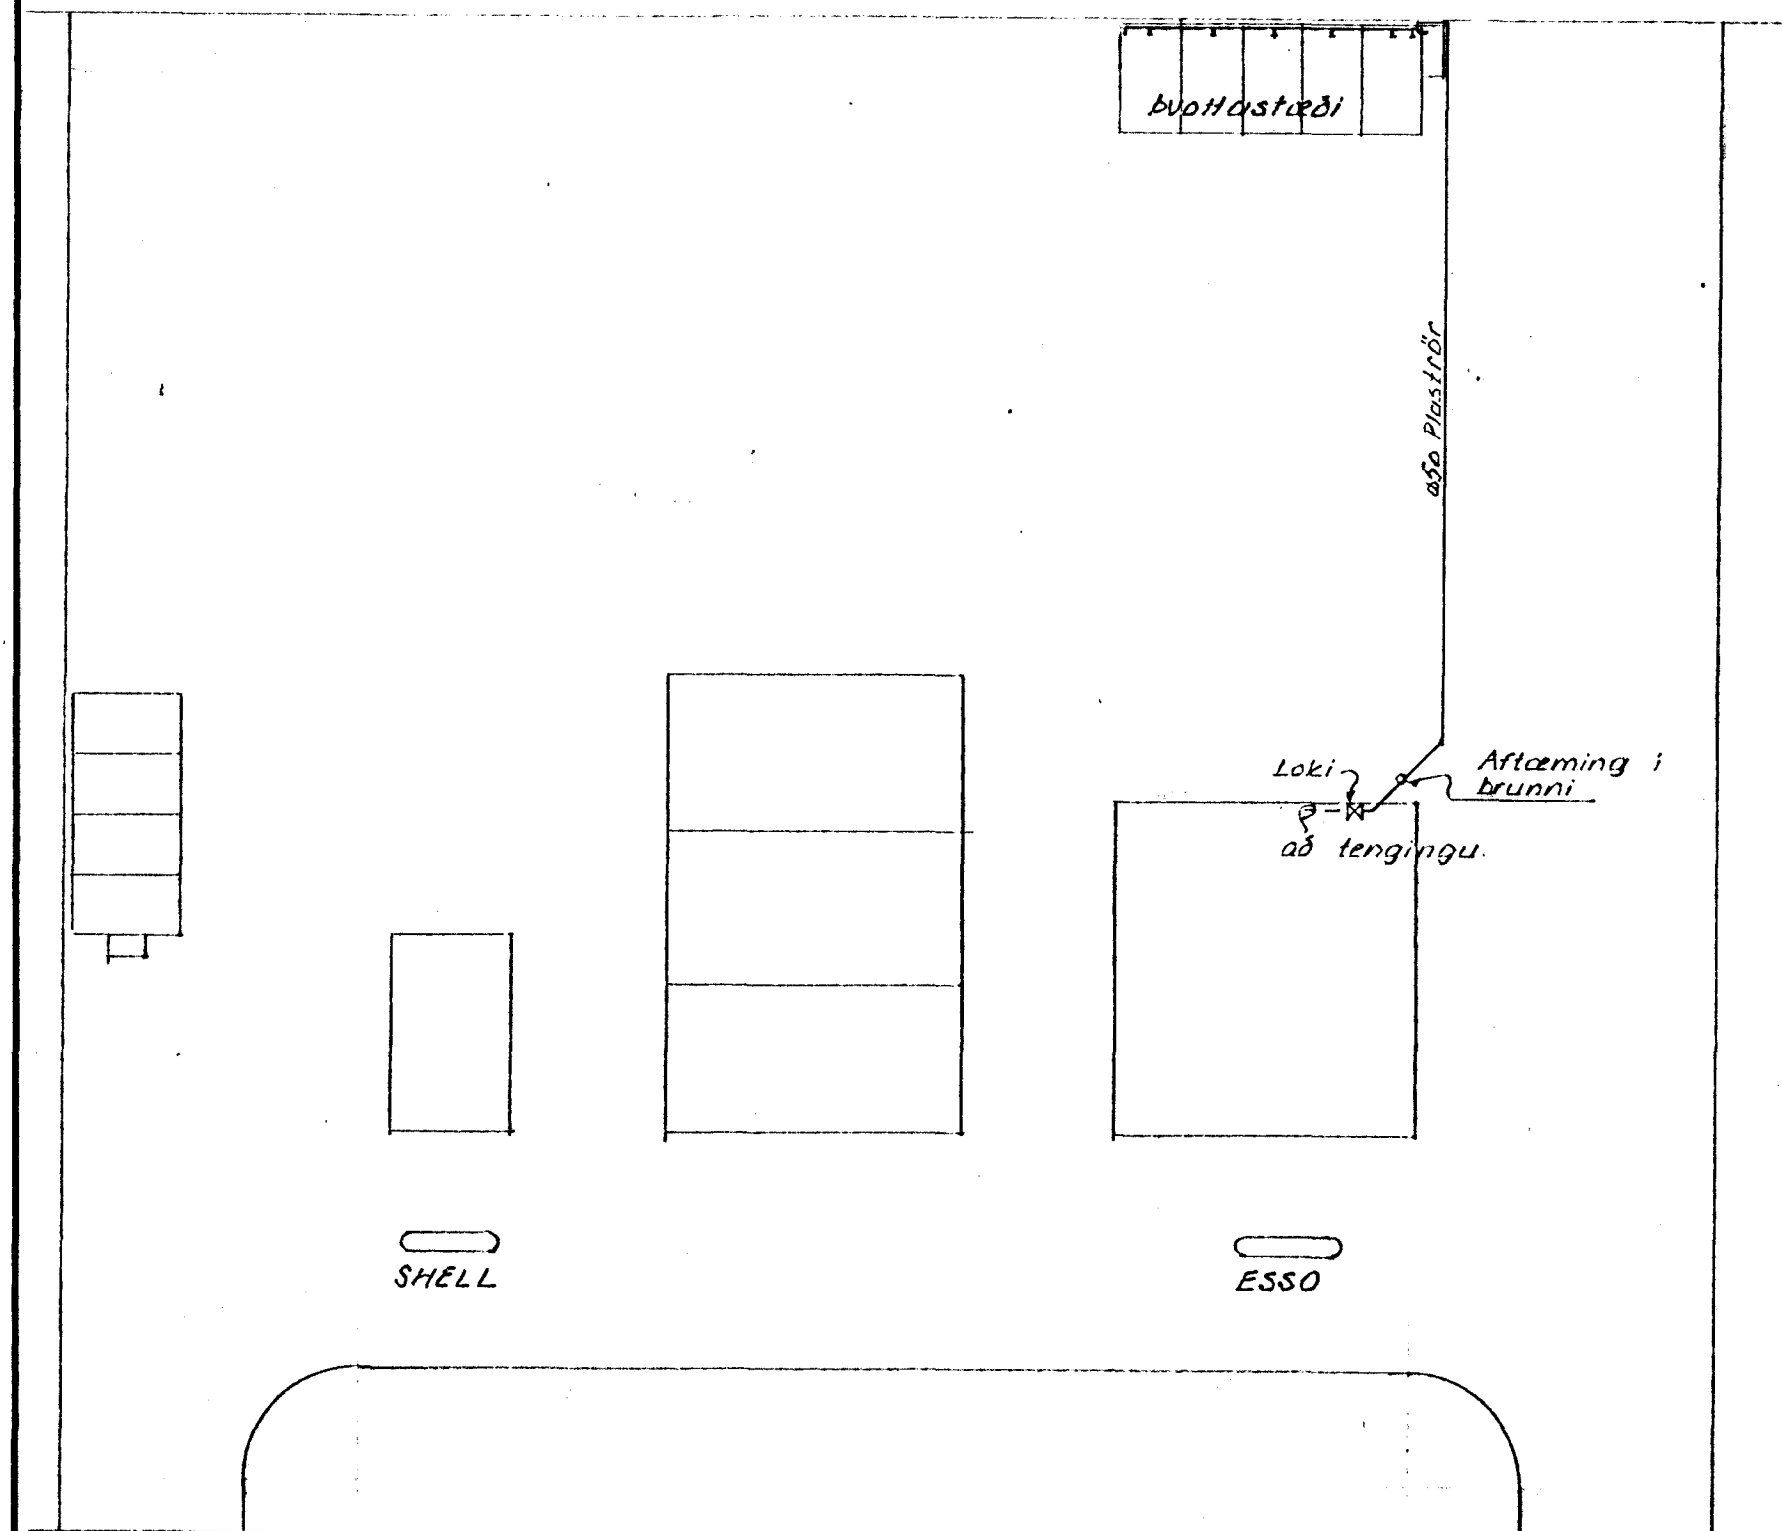 Þvottastæði
ø50 Plaströr
Loki
Aftæming í
brunni
að tengingu.
SHELL
ESSO